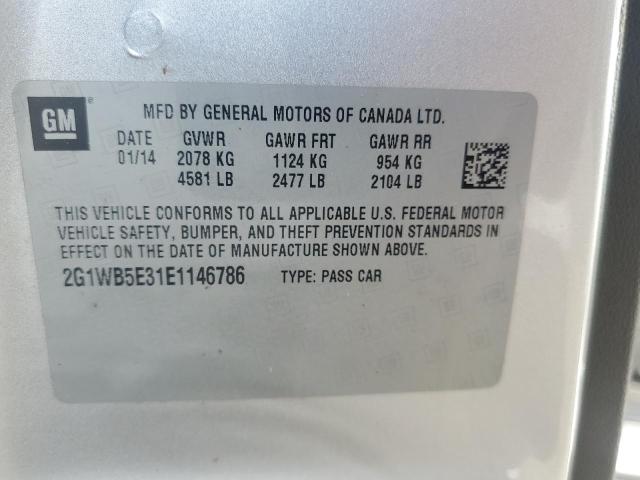 GM
MFD BY GENERAL MOTORS OF CANADA LTD.
DATE GVWR GAWR FRT GAWR RR
01/14 2078 KG 1124 KG 954 KG
4581 LB 2477 LB 2104 LB
THIS VEHICLE CONFORMS TO ALL APPLICABLE U.S. FEDERAL MOTOR
VEHICLE SAFETY, BUMPER, AND THEFT PREVENTION STANDARDS IN
EFFECT ON THE DATE OF MANUFACTURE SHOWN ABOVE.
2G1WB5E31E1146786 TYPE: PASS CAR